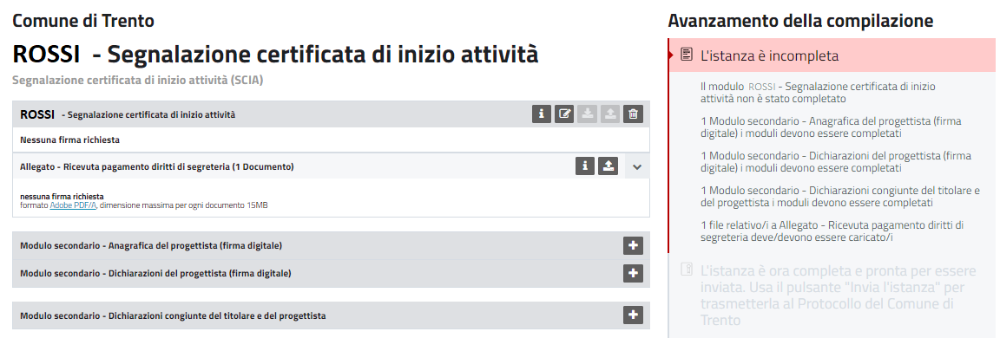 Comune di Trento
ROSSI - Segnalazione certificata di inizio attività
Segnalazione certificata di inizio attività (SCIA)
ROSSI - Segnalazione certificata di inizio attività
Nessuna firma richiesta
Allegato - Ricevuta pagamento diritti di segreteria (1 Documento)
nessuna firma richiesta
formato Adobe PDF/A, dimensione massima per ogni documento 15MB
Modulo secondario - Anagrafica del progettista (firma digitale)
Modulo secondario - Dichiarazioni del progettista (firma digitale)
Modulo secondario - Dichiarazioni congiunte del titolare e del progettista
Avanzamento della compilazione
L'istanza è incompleta
Il modulo ROSSI - Segnalazione certificata di inizio
attività non è stato completato
1 Modulo secondario - Anagrafica del progettista (firma
digitale) i moduli devono essere completati
1 Modulo secondario - Dichiarazioni del progettista (firma
digitale) i moduli devono essere completati
1 Modulo secondario - Dichiarazioni congiunte del titolare e
del progettista i moduli devono essere completati
1 file relativo/i a Allegato - Ricevuta pagamento diritti di
segreteria deve/devono essere caricato/i
L'istanza è ora completa e pronta per essere
inviata. Usa il pulsante "Invia l'istanza" per
trasmetterla al Protocollo del Comune di
Trento